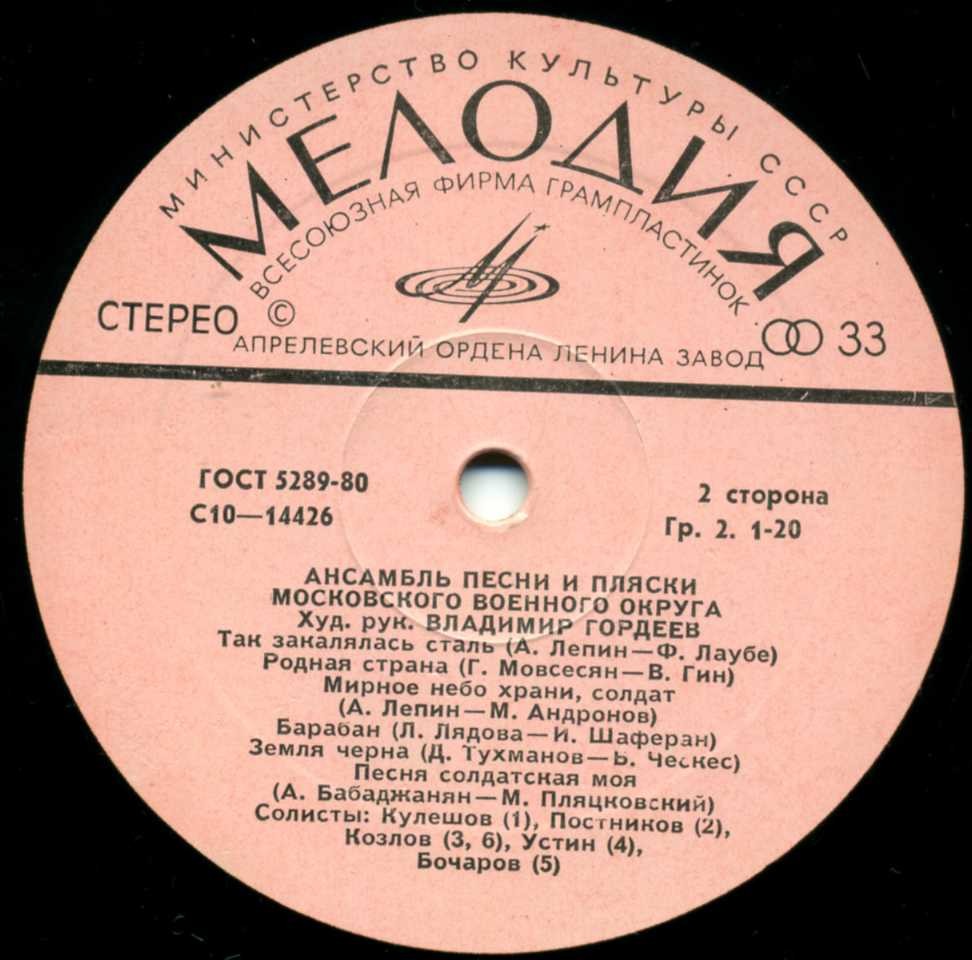 МИНИСТЕРСТВО КУЛЬТУРЫ СССР
МЕЛОДИЯ
ВСЕСОЮЗНАЯ ФИРМА ГРАМПЛАСТИНОК
СТЕРЕО © 33
АПРЕЛЕВСКИЙ ОРДЕНА ЛЕНИНА ЗАВОД
ГОСТ 5289-80
С10—14426
2 сторона
Гр. 2. 1-20
АНСАМБЛЬ ПЕСНИ И ПЛЯСКИ
МОСКОВСКОГО ВОЕННОГО ОКРУГА
Худ. рук. ВЛАДИМИР ГОРДЕЕВ
Так закалялась сталь (А. Лепин—Ф. Лаубе)
Родная страна (Г. Мовсесян—В. Гин)
Мирное небо храни, солдат
(А. Лепин—М. Андронов)
Барабан (Л. Лядова—И. Шаферан)
Земля черна (Д. Тухманов—Б. Ческес)
Песня солдатская моя
(А. Бабаджанян—М. Пляцковский)
Солисты: Кулешов (1), Постников (2),
Козлов (3, 6), Устин (4),
Бочаров (5)